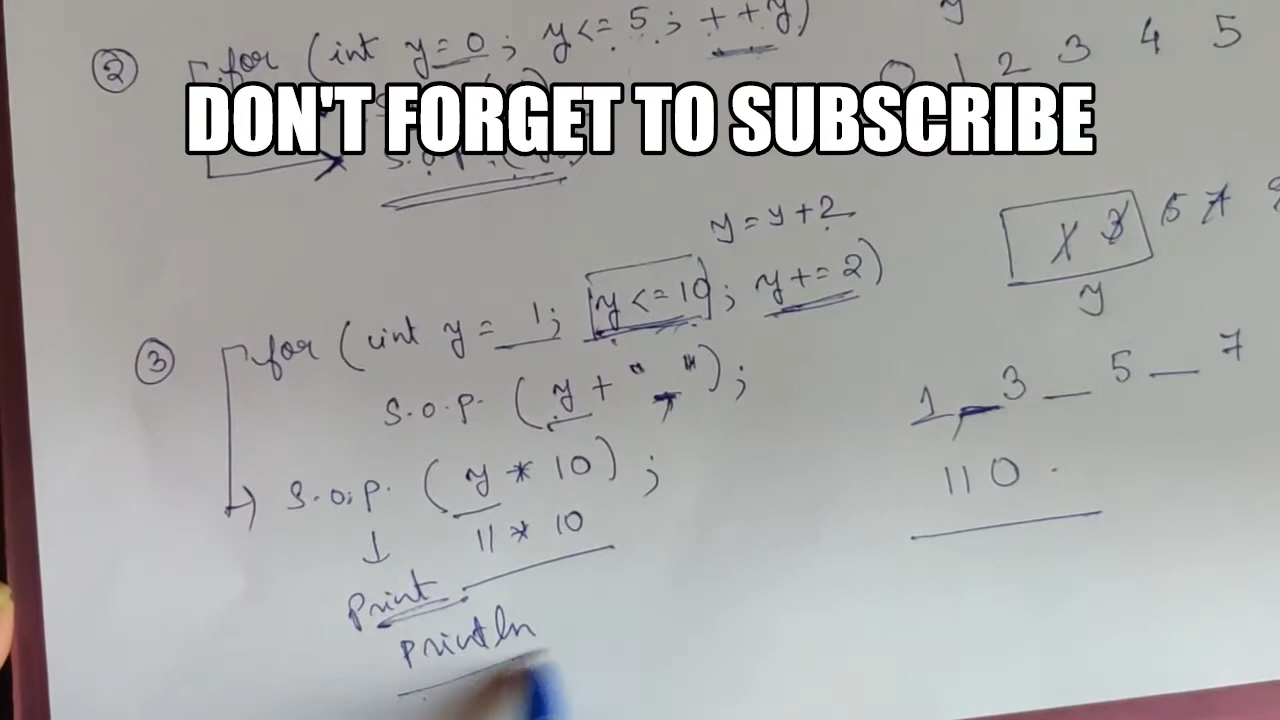 ② for (int y=0; y<=5; ++y)
y
0 1 2 3 4 5
DON'T FORGET TO SUBSCRIBE
S.o.p.(
y=y+2
3 5 7
y
③ for (int y= 1; y<=10; y+=2)
S.o.p. (y+"_");
1_3_5_7
S.o.p. (y*10);
110.
11*10
Print
println